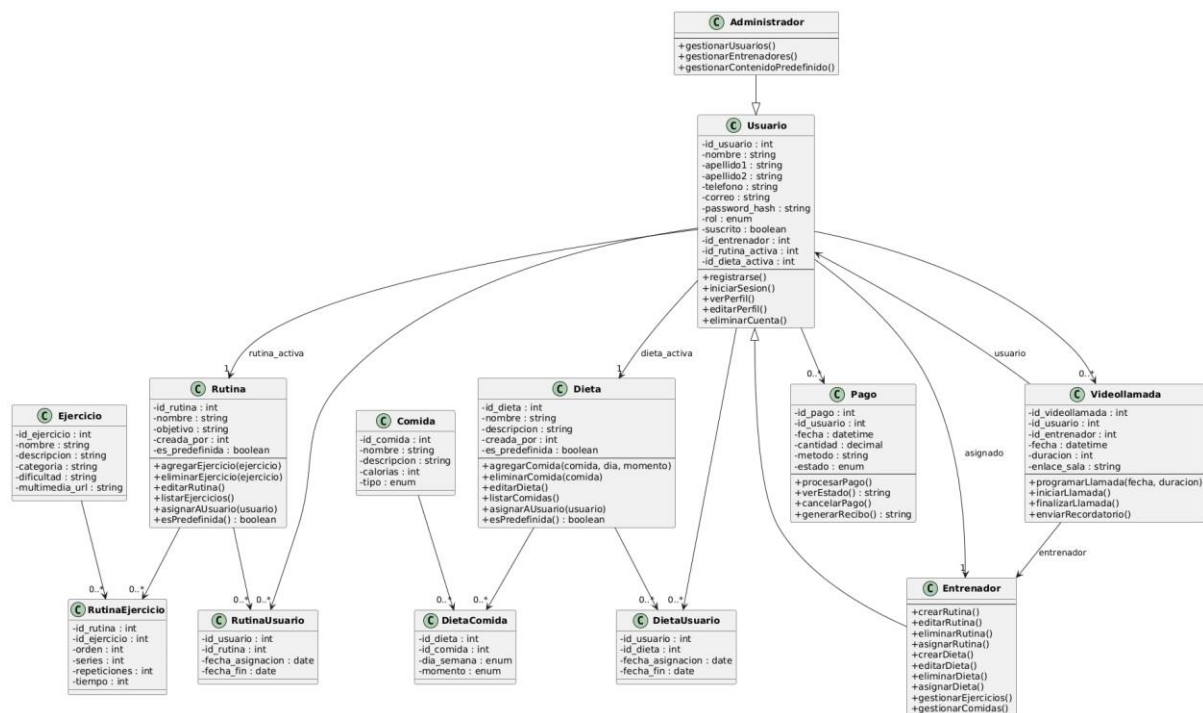 C Administrador
+gestionarUsuarios()
+gestionarEntrenadores()
+gestionarContenidoPredefinido()
C Usuario
-id_usuario : int
-nombre : string
-apellido1 : string
-apellido2 : string
-telefono : string
-correo : string
-password_hash : string
-rol : enum
-suscrito : boolean
-id_entrenador : int
-id_rutina_activa : int
-id_dieta_activa : int
+registrarse()
+iniciarSesion()
+verPerfil()
+editarPerfil()
+eliminarCuenta()
rutina_activa
1
dieta_activa
1
0..*
asignado
usuario
0..*
C Ejercicio
-id_ejercicio : int
-nombre : string
-descripcion : string
-categoria : string
-dificultad : string
-multimedia_url : string
C Rutina
-id_rutina : int
-nombre : string
-objetivo : string
-creada_por : int
-es_predefinida : boolean
+agregarEjercicio(ejercicio)
+eliminarEjercicio(ejercicio)
+editarRutina()
+listarEjercicios()
+asignarAUsuario(usuario)
+esPredefinida() : boolean
C Comida
-id_comida : int
-nombre : string
-descripcion : string
-calorias : int
-tipo : enum
C Dieta
-id_dieta : int
-nombre : string
-descripcion : string
-creada_por : int
-es_predefinida : boolean
+agregarComida(comida, dia, momento)
+eliminarComida(comida)
+editarDieta()
+listarComidas()
+asignarAUsuario(usuario)
+esPredefinida() : boolean
C Pago
-id_pago : int
-id_usuario : int
-fecha : datetime
-cantidad : decimal
-metodo : string
-estado : enum
+procesarPago()
+verEstado() : string
+cancelarPago()
+generarRecibo() : string
C Videollamada
-id_videollamada : int
-id_usuario : int
-id_entrenador : int
-fecha : datetime
-duracion : int
-enlace_sala : string
+programarLlamada(fecha, duracion)
+iniciarLlamada()
+finalizarLlamada()
+enviarRecordatorio()
entrenador
0..*
0..*
0..*
0..*
0..*
0..*
0..*
0..*
1
C RutinaEjercicio
-id_rutina : int
-id_ejercicio : int
-orden : int
-series : int
-repeticiones : int
-tiempo : int
C RutinaUsuario
-id_usuario : int
-id_rutina : int
-fecha_asignacion : date
-fecha_fin : date
C DietaComida
-id_dieta : int
-id_comida : int
-dia_semana : enum
-momento : enum
C DietaUsuario
-id_usuario : int
-id_dieta : int
-fecha_asignacion : date
-fecha_fin : date
C Entrenador
+crearRutina()
+editarRutina()
+eliminarRutina()
+asignarRutina()
+crearDieta()
+editarDieta()
+eliminarDieta()
+asignarDieta()
+gestionarEjercicios()
+gestionarComidas()